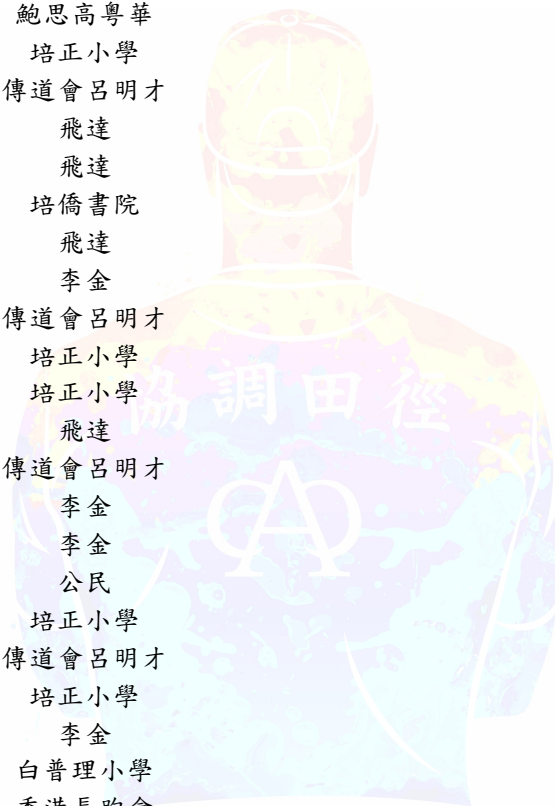 鮑思高粵華
培正小學
傳道會呂明才
飛達
飛達
培僑書院
飛達
李金
傳道會呂明才
培正小學
培正小學
飛達
協調田徑
傳道會呂明才
李金
李金
公民
培正小學
傳道會呂明才
培正小學
李金
白普理小學